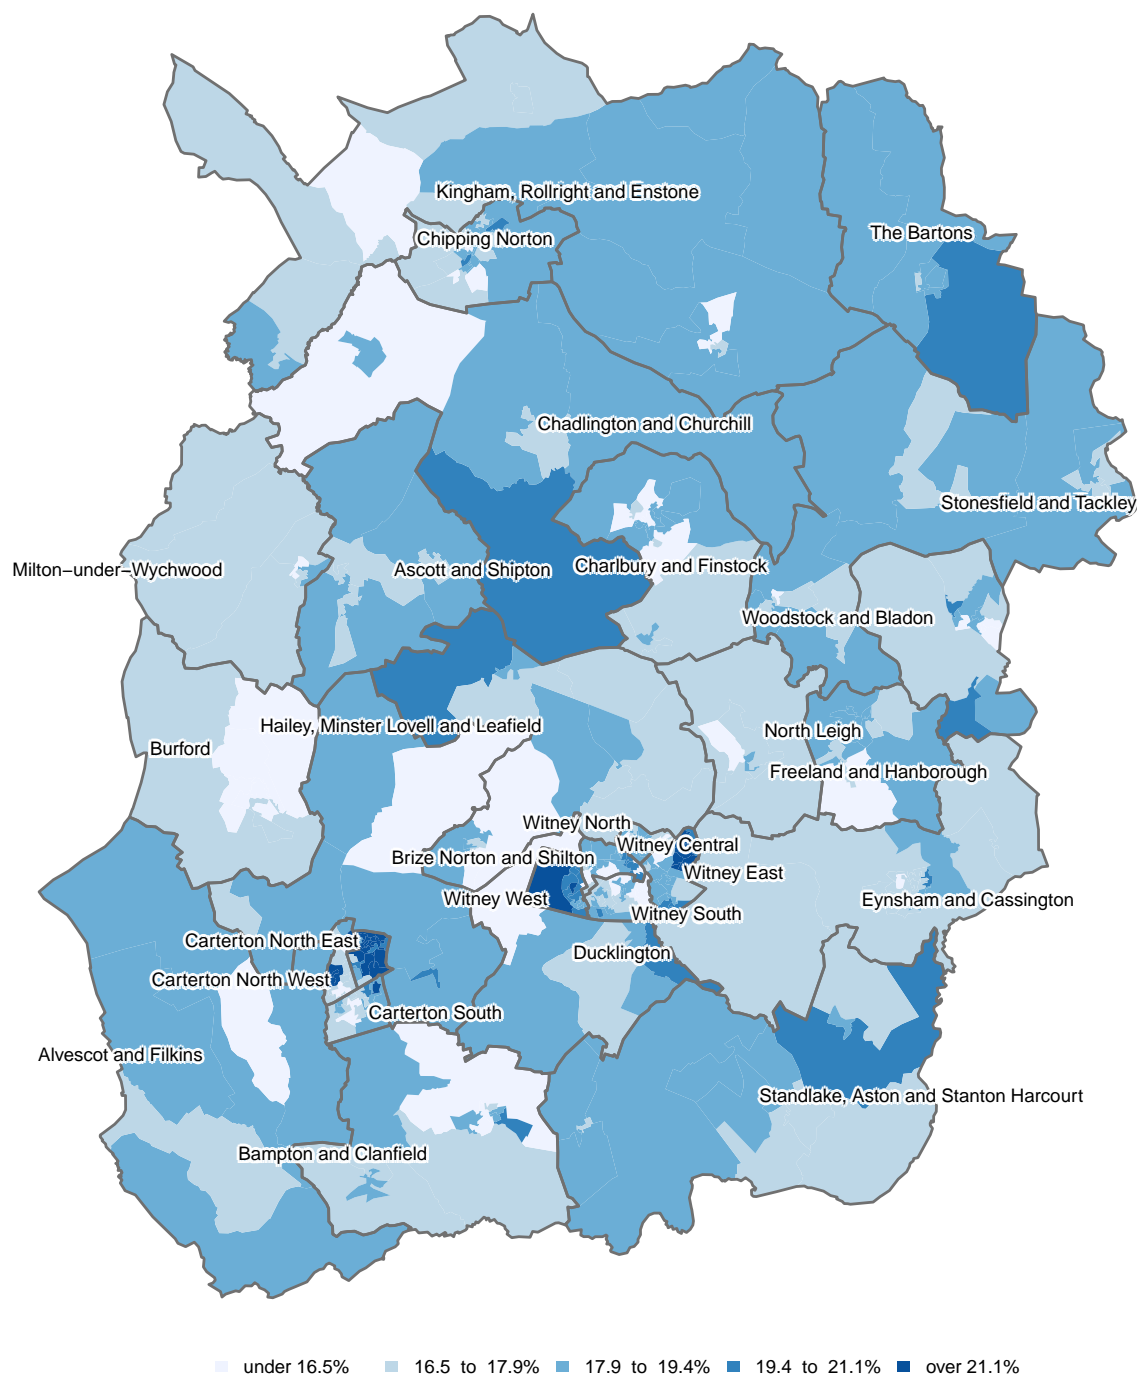 Kingham, Rollright and Enstone
The Bartons
Chipping Norton
Chadlington and Churchill
Stonesfield and Tackley
Milton−under−Wychwood
Ascott and Shipton
Charlbury and Finstock
Woodstock and Bladon
Hailey, Minster Lovell and Leafield
North Leigh
Burford
Freeland and Hanborough
Witney North
Witney Central
Brize Norton and Shilton
Witney East
Witney West
Eynsham and Cassington
Witney South
Carterton North East
Ducklington
Carterton North West
Carterton South
Alvescot and Filkins
Standlake, Aston and Stanton Harcourt
Bampton and Clanfield
under 16.5% 16.5 to 17.9% 17.9 to 19.4% 19.4 to 21.1% over 21.1%